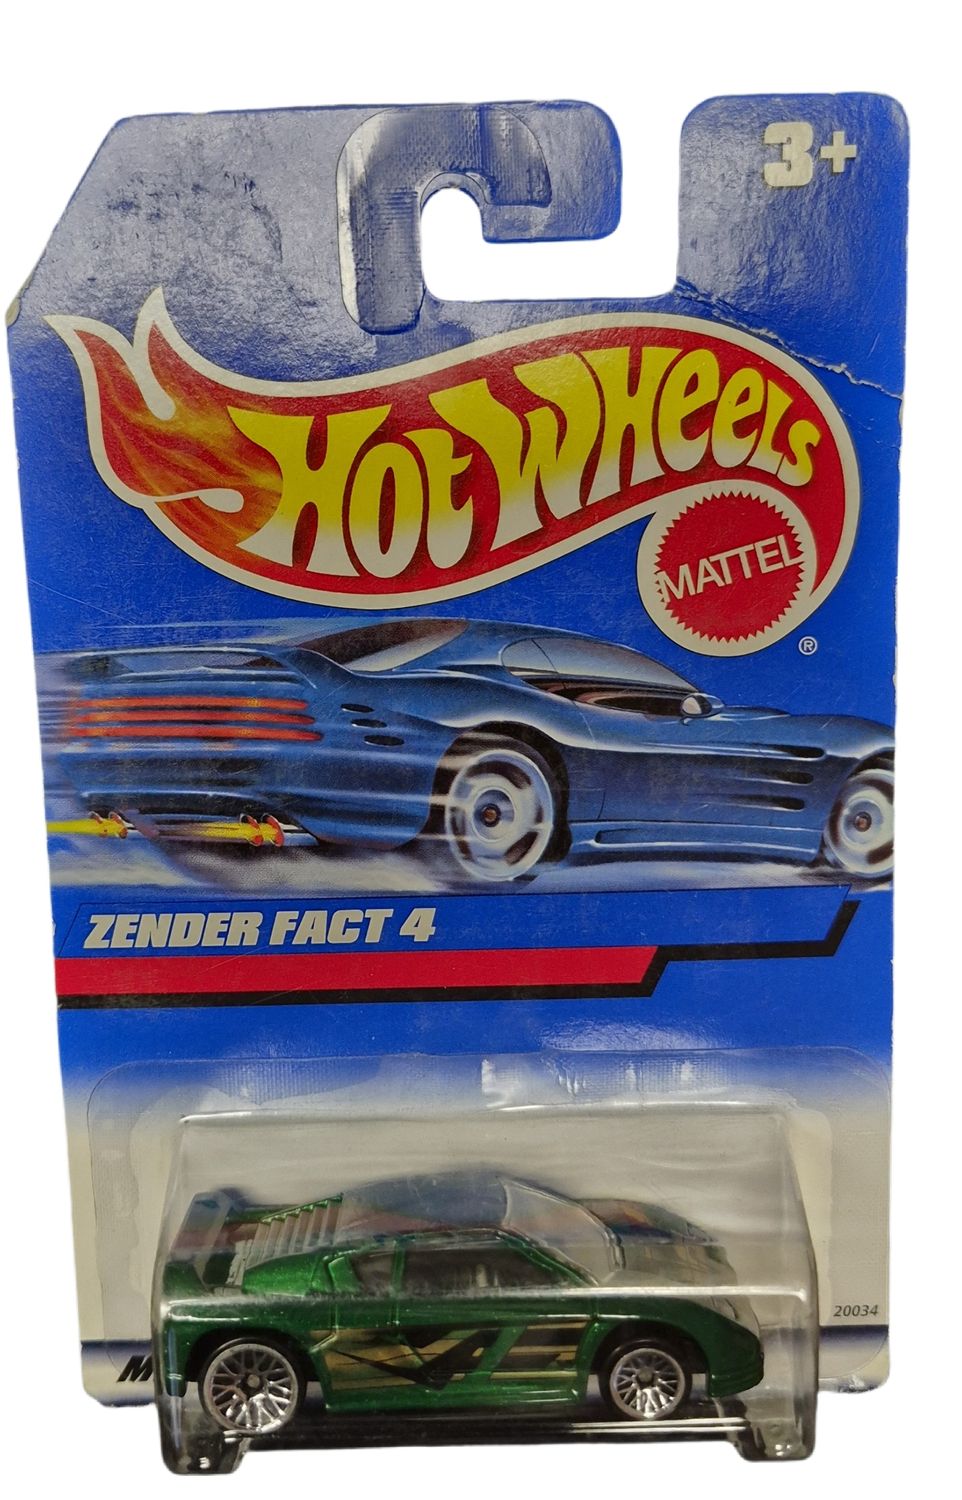 3+
HOT WHEELS
MATTEL
®
ZENDER FACT 4
20034